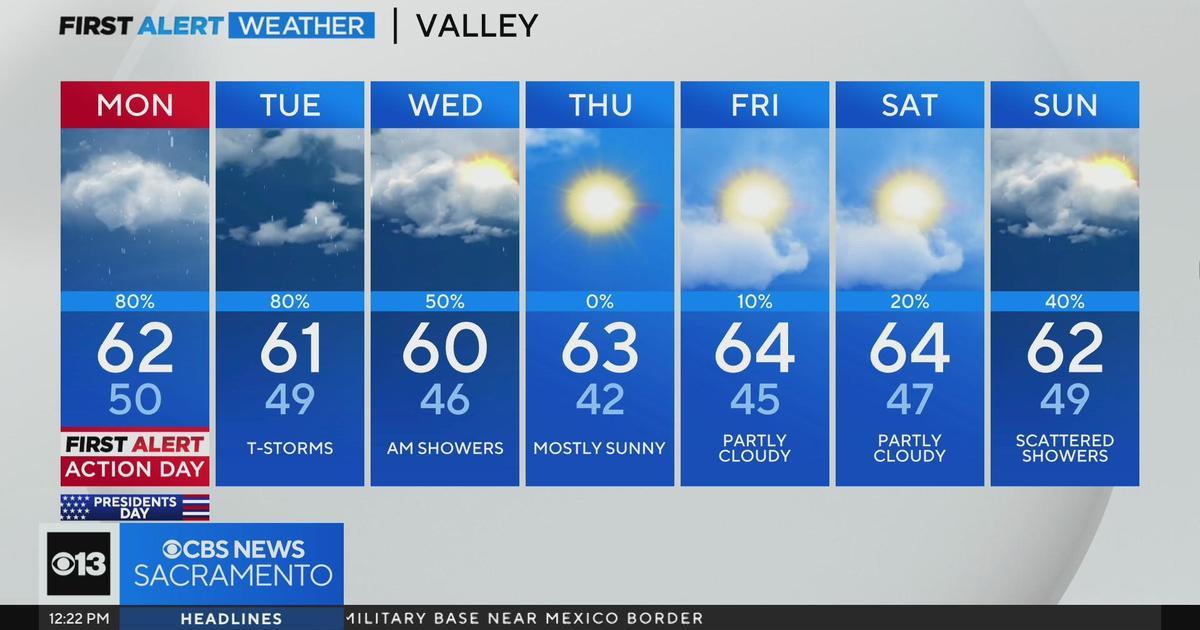 FIRST ALERT WEATHER | VALLEY
MON TUE WED THU FRI SAT SUN
80% 80% 50% 0% 10% 20% 40%
62 61 60 63 64 64 62
50 49 46 42 45 47 49
FIRST ALERT
ACTION DAY
T-STORMS
AM SHOWERS
MOSTLY SUNNY
PARTLY
CLOUDY
PARTLY
CLOUDY
SCATTERED
SHOWERS
PRESIDENTS
DAY
13
CBS NEWS
SACRAMENTO
12:22 PM HEADLINES MILITARY BASE NEAR MEXICO BORDER